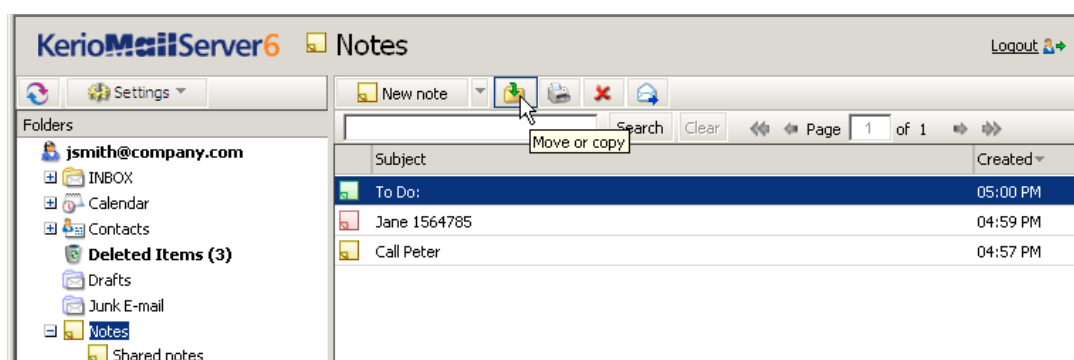 KerioMailServer6 Notes Logout
Settings New note
Folders Search Clear Page 1 of 1
Move or copy
jsmith@company.com Subject Created
INBOX To Do: 05:00 PM
Calendar
Contacts Jane 1564785 04:59 PM
Deleted Items (3) Call Peter 04:57 PM
Drafts
Junk E-mail
Notes
Shared notes